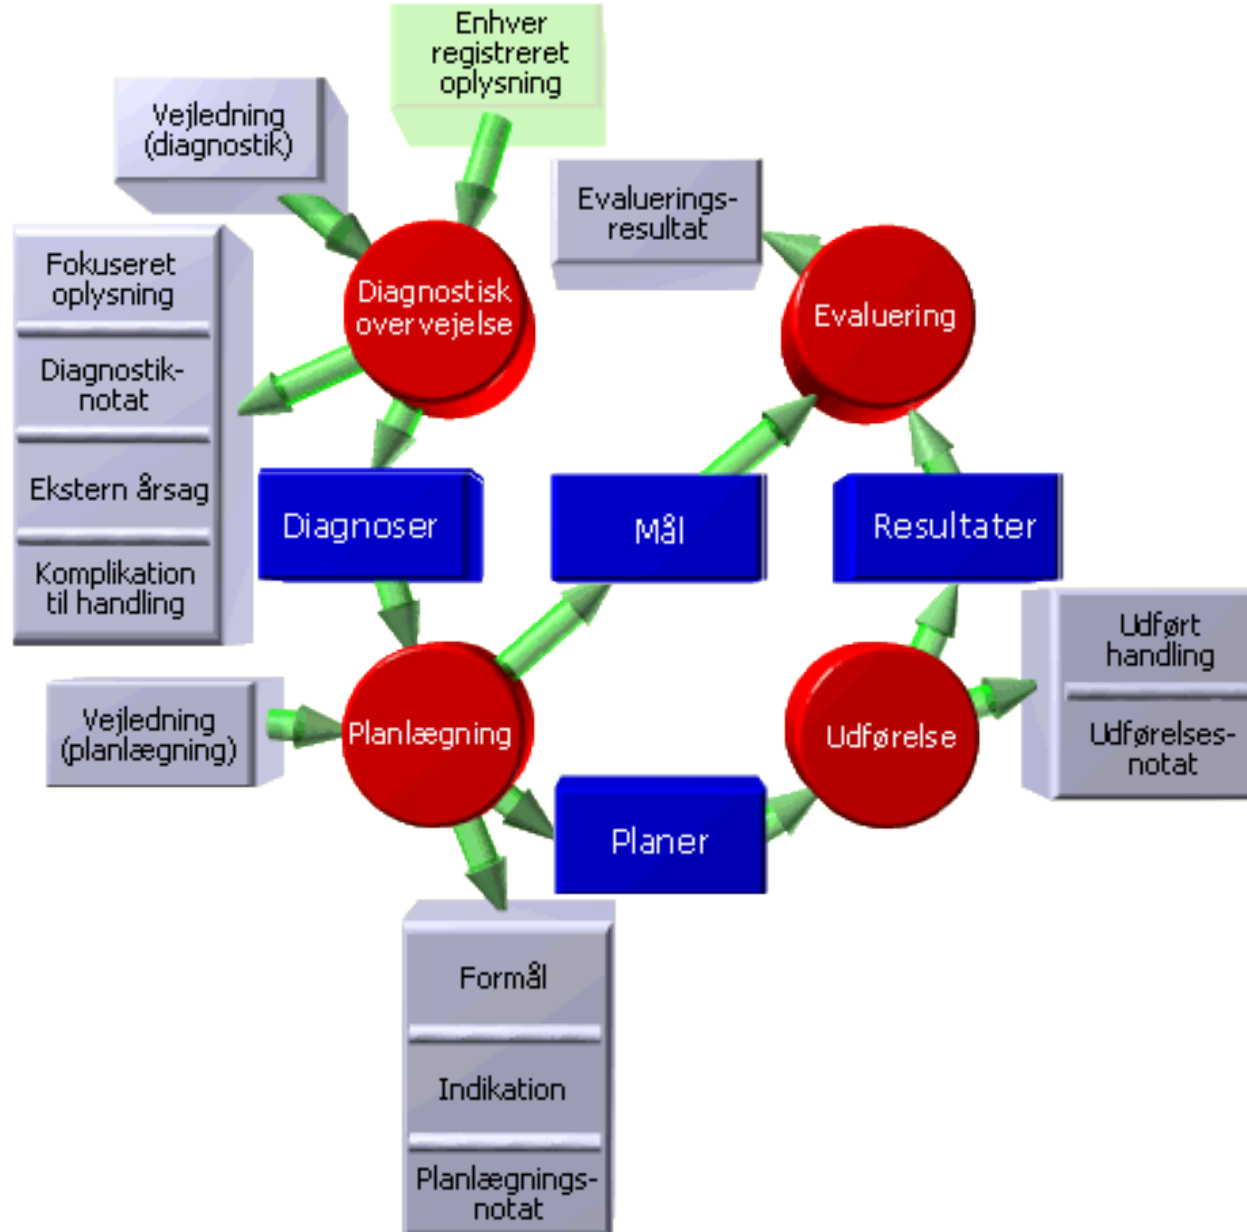 Enhver
registreret
oplysning
Vejledning
(diagnostik)
Evaluerings-
resultat
Fokuseret
oplysning
Diagnostik-
notat
Ekstern årsag
Komplikation
til handling
Diagnostisk
overvejelse
Evaluering
Diagnoser
Mål
Resultater
Vejledning
(planlægning)
Planlægning
Udførelse
Udført
handling
Udførelses-
notat
Planer
Formål
Indikation
Planlægnings-
notat